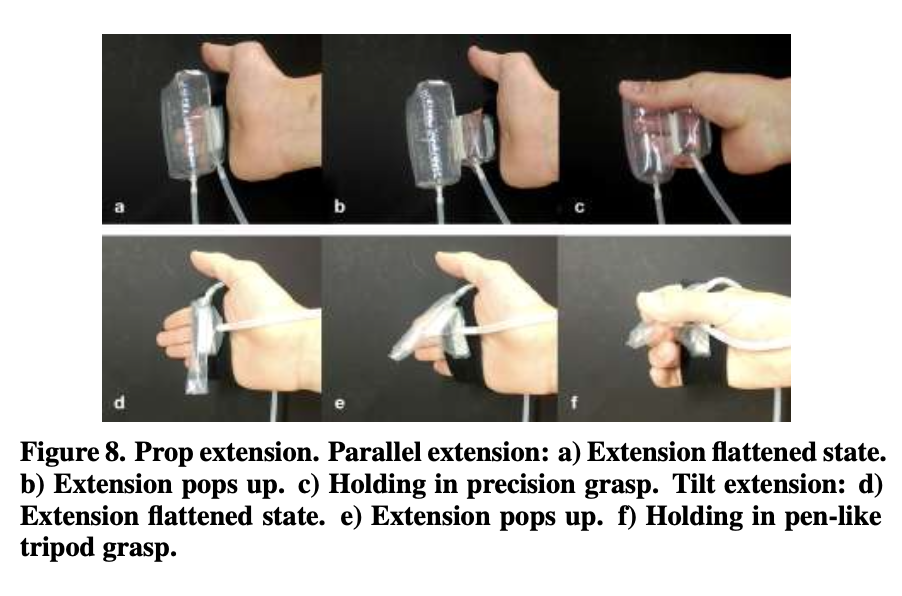 a
b
c
d
e
f
Figure 8. Prop extension. Parallel extension: a) Extension flattened state.
b) Extension pops up. c) Holding in precision grasp. Tilt extension: d)
Extension flattened state. e) Extension pops up. f) Holding in pen-like
tripod grasp.